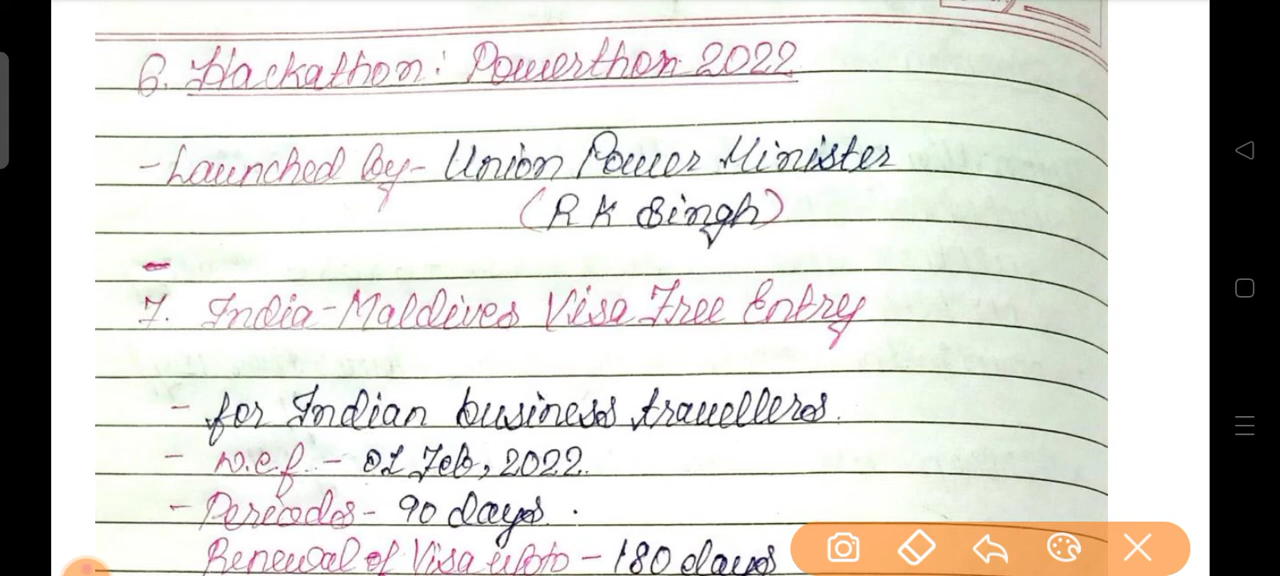 6. Hackathon: Powerthon 2022
- Launched by - Union Power Minister
(R K Singh)
-
7. India-Maldives Visa Free Entry
- for Indian business travellers.
- w.e.f. - 01 Feb, 2022.
- Periods - 90 days.
Renewal of Visa upto - 180 days